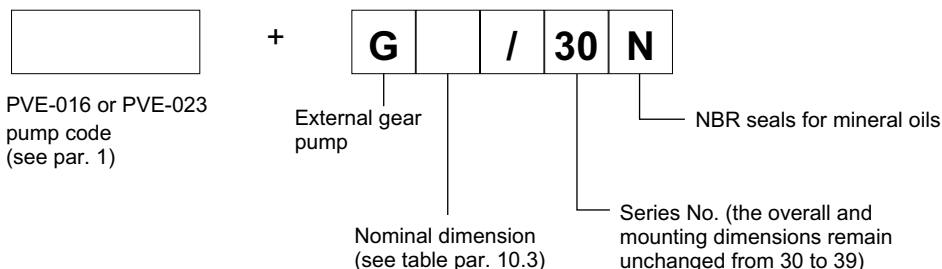 + G / 30 N
PVE-016 or PVE-023
pump code
(see par. 1)
External gear
pump
NBR seals for mineral oils
Nominal dimension
(see table par. 10.3)
Series No. (the overall and
mounting dimensions remain
unchanged from 30 to 39)